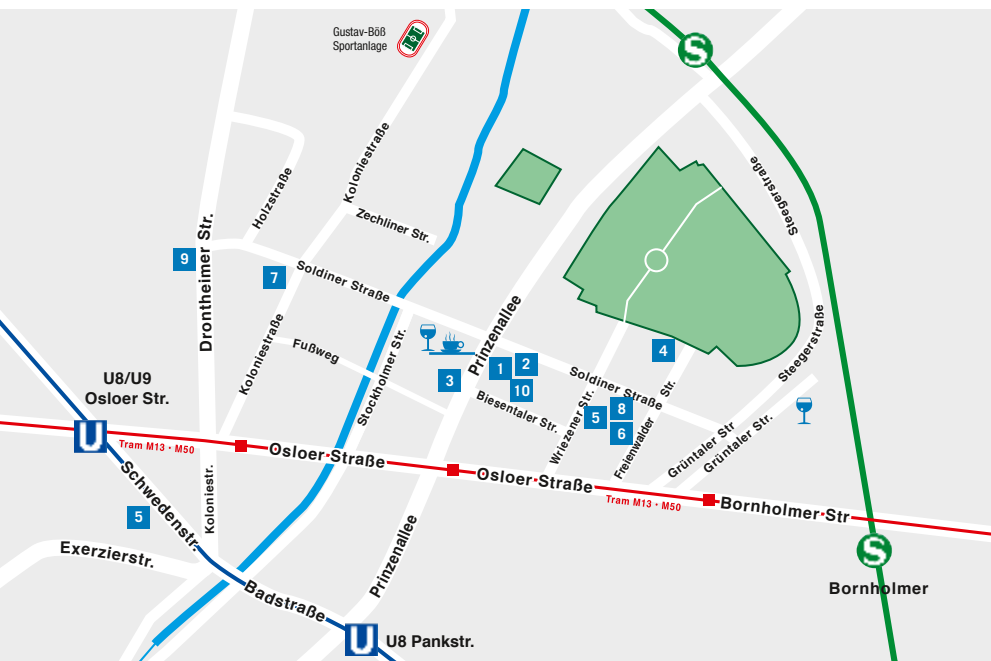 Gustav-Böß
Sportanlage
S
Koloniestraße
Steegerstraße
Holzstraße
Zechliner Str.
Drontheimer Str.
9
7
Soldiner Straße
Koloniestraße
Fußweg
Stockholmer Str.
Prinzenallee
Steegerstraße
4
1
2
3
10
Biesentaler Str.
Soldiner Straße
Wriezener Str.
5
8
6
Freienwalder Str.
Grüntaler Str
Grüntaler Str.
U8/U9
Osloer Str.
U
Tram M13 • M50
Osloer Straße
Osloer Straße
Tram M13 • M50
Bornholmer Str
Schwedenstr.
Koloniestr.
5
Exerzierstr.
Prinzenallee
S
Bornholmer
Badstraße
U
U8 Pankstr.